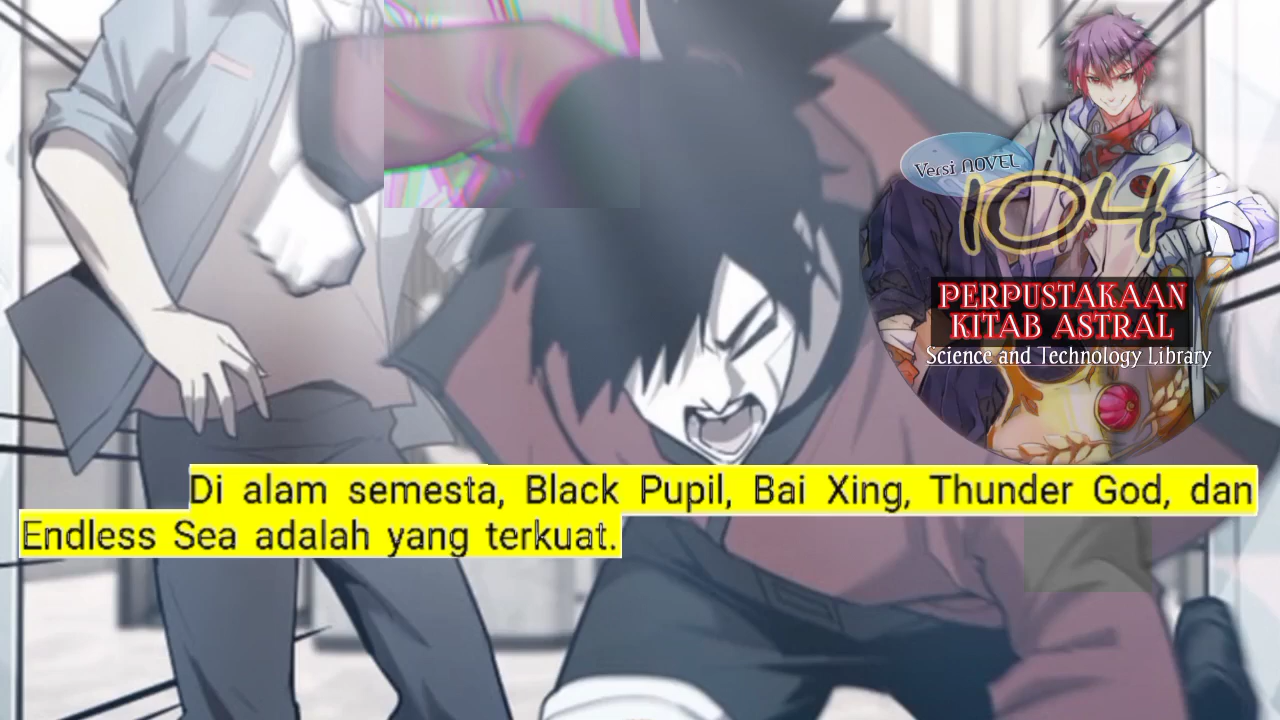 Versi NOVEL
104
PERPUSTAKAAN
KITAB ASTRAL
Science and Technology Library
Di alam semesta, Black Pupil, Bai Xing, Thunder God, dan
Endless Sea adalah yang terkuat.